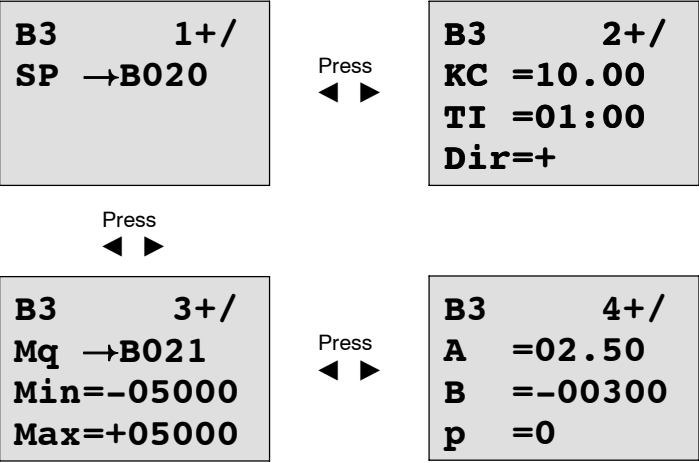 B3 1+/
SP →B020
Press
◀ ▶
B3 2+/
KC =10.00
TI =01:00
Dir=+
Press
◀ ▶
B3 3+/
Mq →B021
Min=-05000
Max=+05000
Press
◀ ▶
B3 4+/
A =02.50
B =-00300
p =0